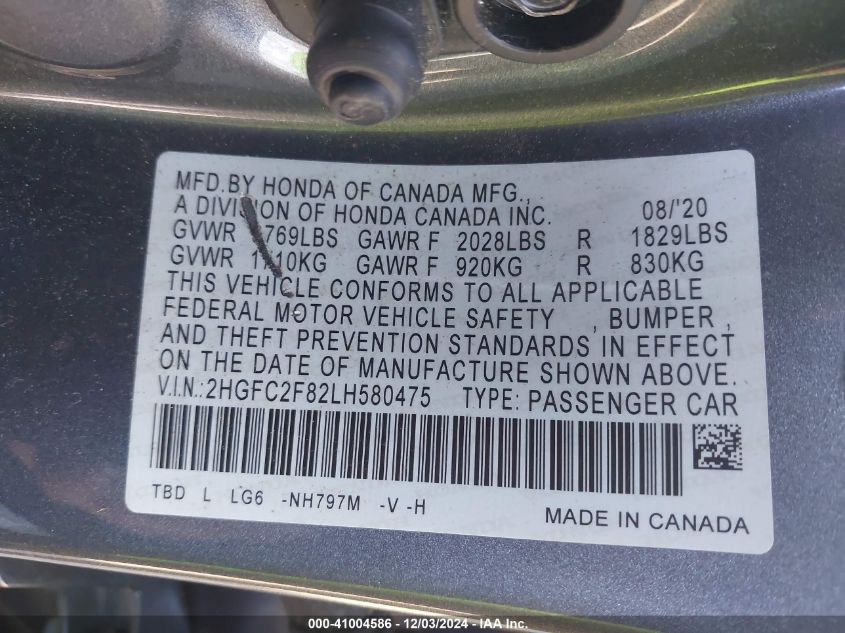 MFD.BY HONDA OF CANADA MFG.,
A DIVISION OF HONDA CANADA INC. 08/'20
GVWR 769LBS GAWR F 2028LBS R 1829LBS
GVWR 10KG GAWR F 920KG R 830KG
THIS VEHICLE CONFORMS TO ALL APPLICABLE
FEDERAL MOTOR VEHICLE SAFETY , BUMPER ,
AND THEFT PREVENTION STANDARDS IN EFFECT
ON THE DATE OF MANUFACTURE SHOWN ABOVE.
V.I.N.:2HGFC2F82LH580475 TYPE: PASSENGER CAR
TBD L LG6 -NH797M -V -H
MADE IN CANADA
000-41004586 - 12/03/2024 - IAA Inc.